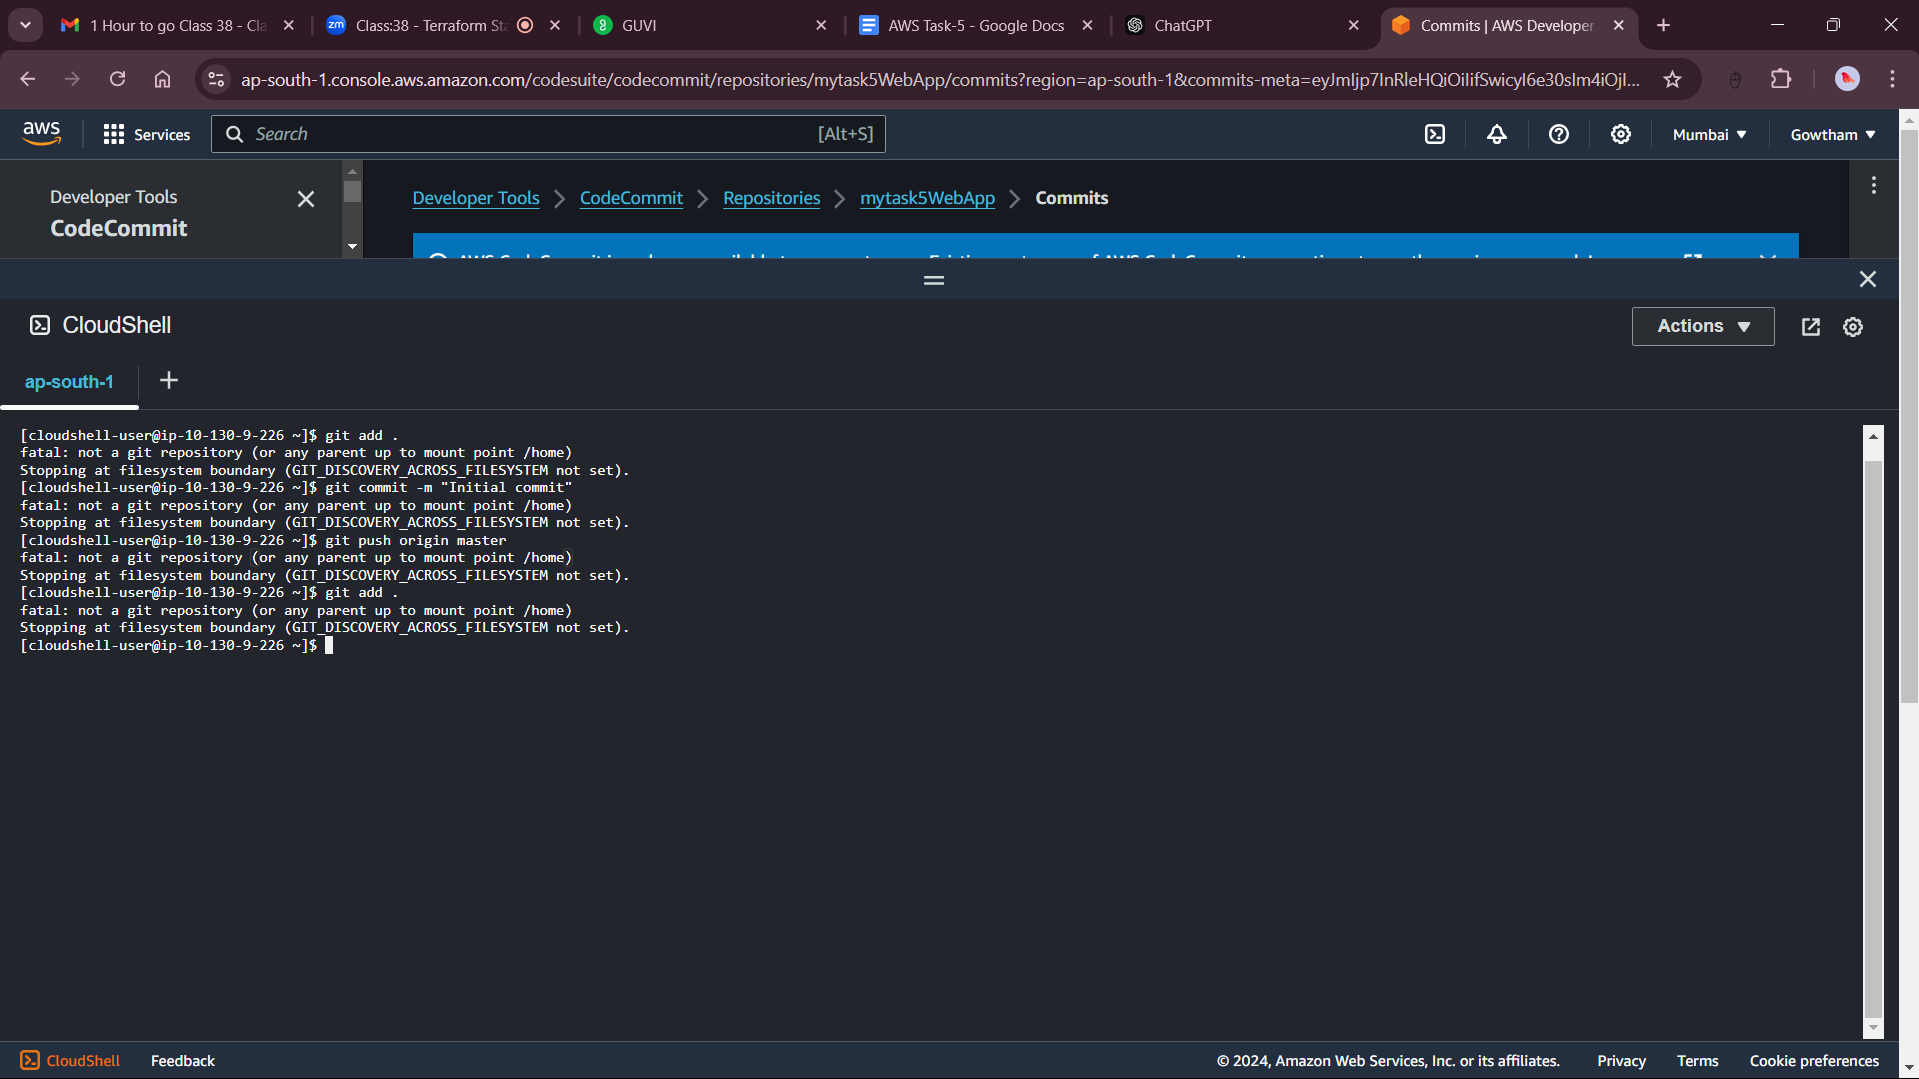 1 Hour to go Class 38 - Cla
Class:38 - Terraform Sta
GUVI
AWS Task-5 - Google Docs
ChatGPT
Commits | AWS Developer
ap-south-1.console.aws.amazon.com/codesuite/codecommit/repositories/mytask5WebApp/commits?region=ap-south-1&commits-meta=
aws
Services
Search
[Alt+S]
Mumbai
Gowtham
Developer Tools
CodeCommit
Developer Tools
CodeCommit
Repositories
mytask5WebApp
Commits
CloudShell
Actions
ap-south-1
[cloudshell-user@ip-10-130-9-226 ~]$ git add .
fatal: not a git repository (or any parent up to mount point /home)
Stopping at filesystem boundary (GIT_DISCOVERY_ACROSS_FILESYSTEM not set).
[cloudshell-user@ip-10-130-9-226 ~]$ git commit -m "Initial commit"
fatal: not a git repository (or any parent up to mount point /home)
Stopping at filesystem boundary (GIT_DISCOVERY_ACROSS_FILESYSTEM not set).
[cloudshell-user@ip-10-130-9-226 ~]$ git push origin master
fatal: not a git repository (or any parent up to mount point /home)
Stopping at filesystem boundary (GIT_DISCOVERY_ACROSS_FILESYSTEM not set).
[cloudshell-user@ip-10-130-9-226 ~]$ git add .
fatal: not a git repository (or any parent up to mount point /home)
Stopping at filesystem boundary (GIT_DISCOVERY_ACROSS_FILESYSTEM not set).
[cloudshell-user@ip-10-130-9-226 ~]$
CloudShell
Feedback
© 2024, Amazon Web Services, Inc. or its affiliates.
Privacy
Terms
Cookie preferences